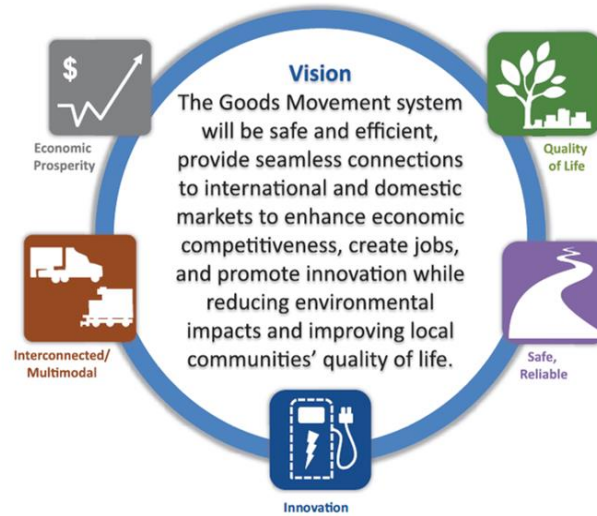 $
Economic
Prosperity
Vision
The Goods Movement system
will be safe and efficient,
provide seamless connections
to international and domestic
markets to enhance economic
competitiveness, create jobs,
and promote innovation while
reducing environmental
impacts and improving local
communities’ quality of life.
Quality
of Life
Interconnected/
Multimodal
Safe,
Reliable
Innovation